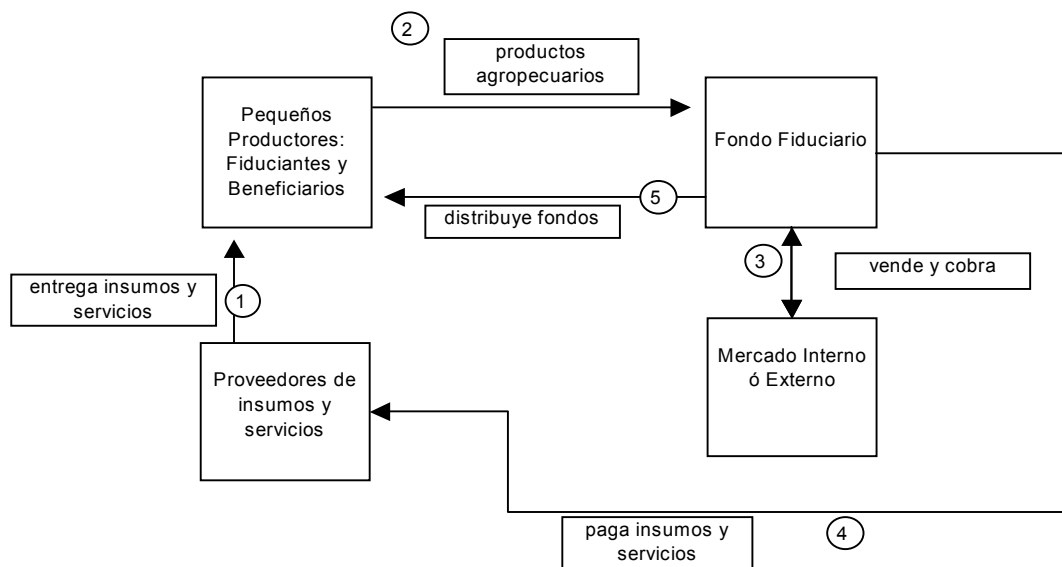 2
productos
agropecuarios
Pequeños
Productores:
Fiduciantes y
Beneficiarios
Fondo Fiduciario
5
distribuye fondos
3
vende y cobra
entrega insumos y
servicios
1
Mercado Interno
ó Externo
Proveedores de
insumos y
servicios
paga insumos y
servicios
4